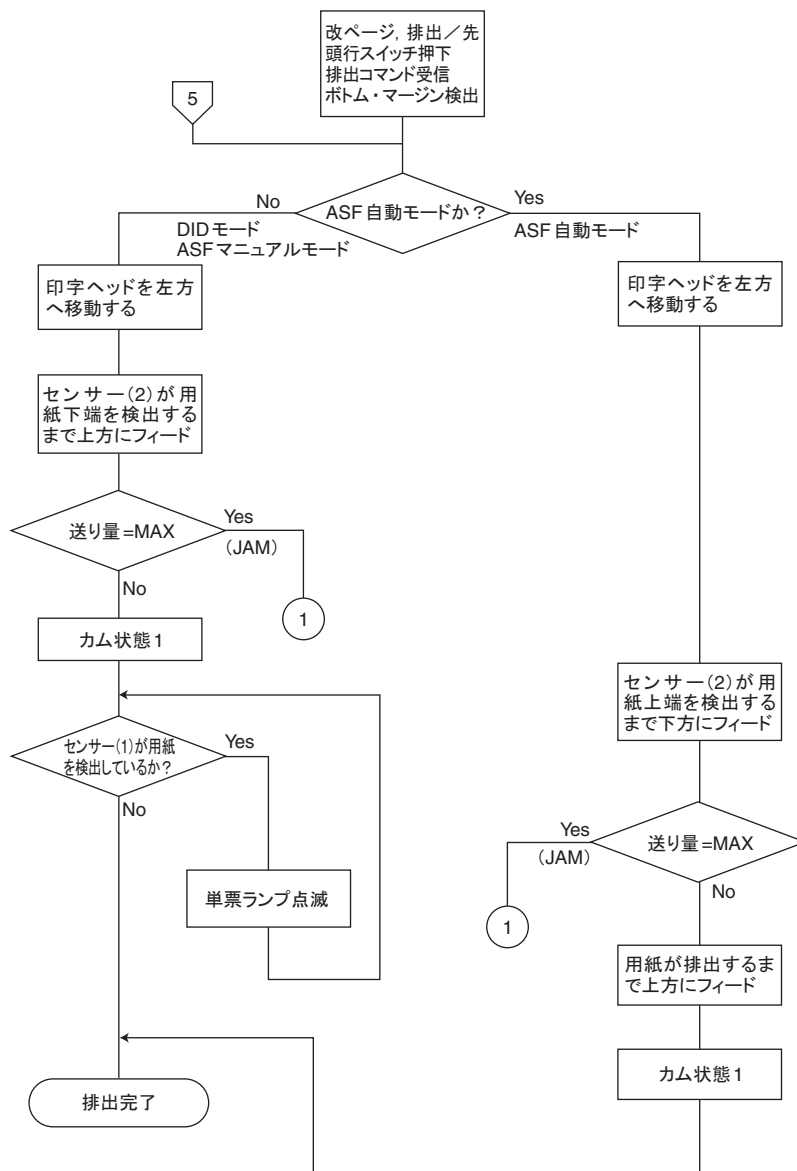 改ページ, 排出／先
頭行スイッチ押下
排出コマンド受信
ボトム・マージン検出
5
ASF自動モードか？
No
DIDモード
ASFマニュアルモード
Yes
ASF自動モード
印字ヘッドを左方
へ移動する
印字ヘッドを左方
へ移動する
センサー(2)が用
紙下端を検出する
まで上方にフィード
送り量=MAX
Yes
(JAM)
No
1
カム状態1
センサー(1)が用紙
を検出しているか？
Yes
No
単票ランプ点滅
センサー(2)が用
紙上端を検出する
まで下方にフィード
送り量=MAX
Yes
(JAM)
No
1
用紙が排出するま
で上方にフィード
カム状態1
排出完了